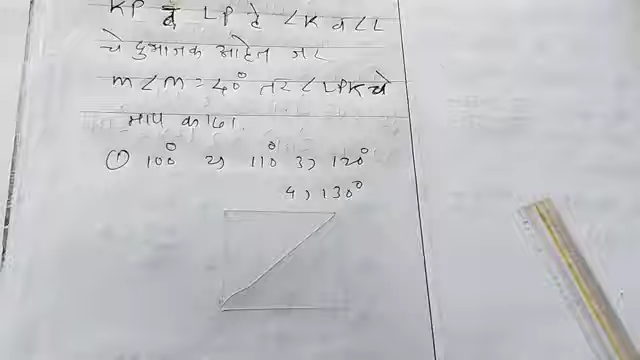 KP व LP हे ∠K व ∠L
चे दुभाजक आहेत जर
m∠m = 40° तर ∠LPK चे
माप काढा.
① 100° 2) 110° 3) 120°
4) 130°